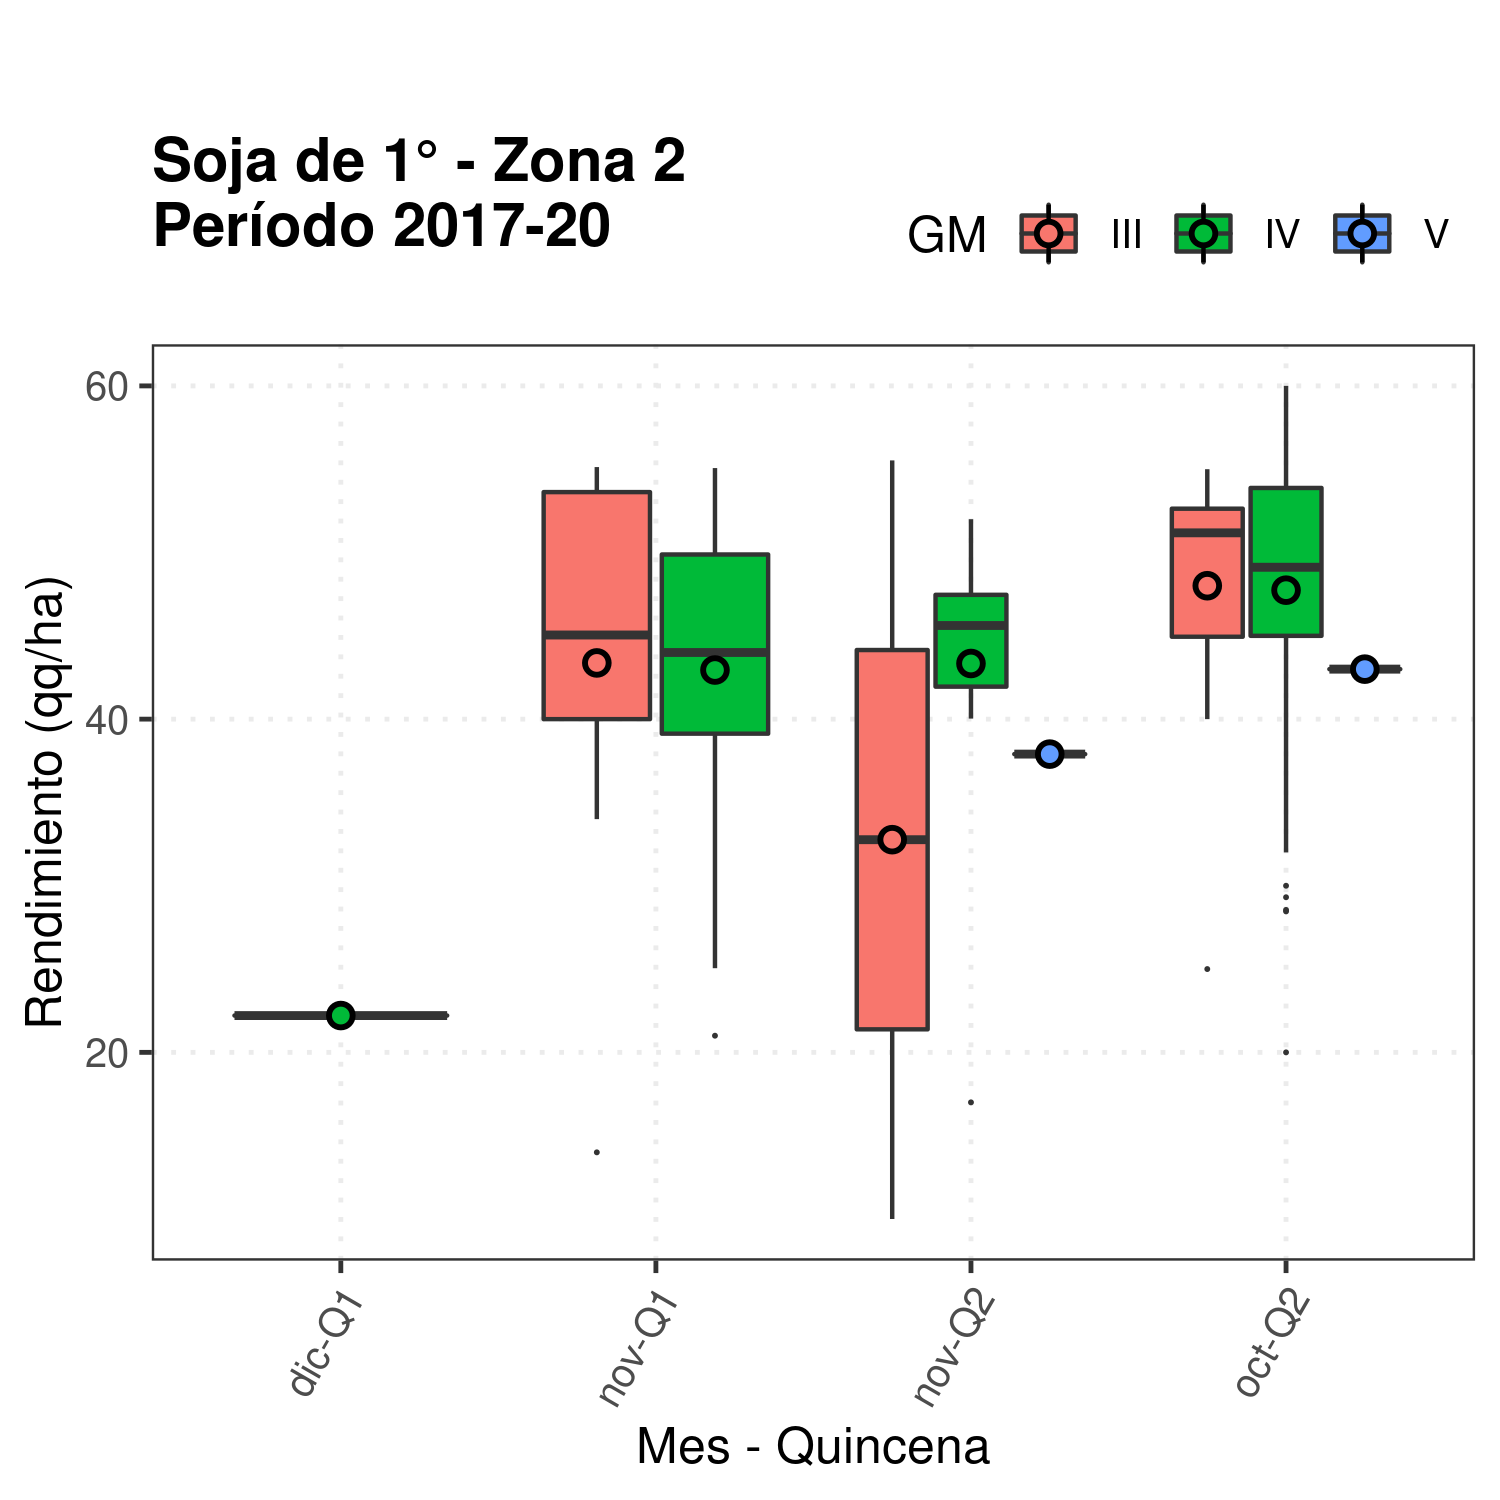 Soja de 1° - Zona 2
Período 2017-20
GM III IV V
Rendimiento (qq/ha)
60
40
20
dic-Q1 nov-Q1 nov-Q2 oct-Q2
Mes - Quincena